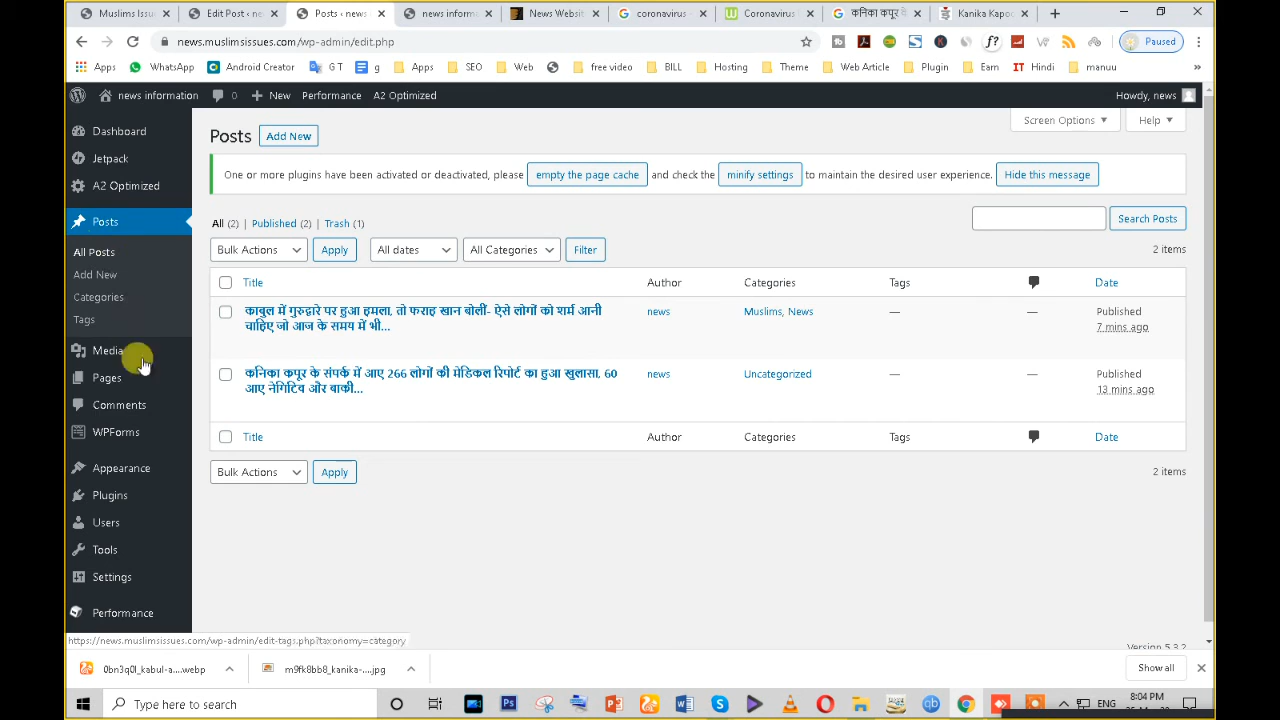 Muslims Issu
Edit Post ‹ ne
Posts ‹ news
news inform
News Websit
coronavirus -
Coronavirus
कनिका कपूर के
Kanika Kapo
news.muslimsissues.com/wp-admin/edit.php
Paused
Apps
WhatsApp
Android Creator
G T
g
Apps
SEO
Web
free video
BILL
Hosting
Theme
Web Article
Plugin
Earn
IT
Hindi
manuu
news information
0
New
Performance
A2 Optimized
Howdy, news
Dashboard
Jetpack
A2 Optimized
Posts
All Posts
Add New
Categories
Tags
Media
Pages
Comments
WPForms
Appearance
Plugins
Users
Tools
Settings
Performance
Screen Options
Help
Posts
Add New
One or more plugins have been activated or deactivated, please empty the page cache and check the minify settings to maintain the desired user experience. Hide this message
All (2) | Published (2) | Trash (1)
Search Posts
Bulk Actions
Apply
All dates
All Categories
Filter
2 items
Title
Author
Categories
Tags
Date
काबुल में गुरुद्वारे पर हुआ हमला, तो फराह खान बोलीं- ऐसे लोगों को शर्म आनी
चाहिए जो आज के समय में भी...
news
Muslims, News
—
—
Published
7 mins ago
कनिका कपूर के संपर्क में आए 266 लोगों की मेडिकल रिपोर्ट का हुआ खुलासा, 60
आए नेगिटिव और बाकी...
news
Uncategorized
—
—
Published
13 mins ago
Title
Author
Categories
Tags
Date
Bulk Actions
Apply
2 items
Version 5.3.2
https://news.muslimsissues.com/wp-admin/edit-tags.php?taxonomy=category
0bn3q0l_kabul-a....webp
m9fk8bb8_kanika-....jpg
Show all
Type here to search
ENG
8:04 PM